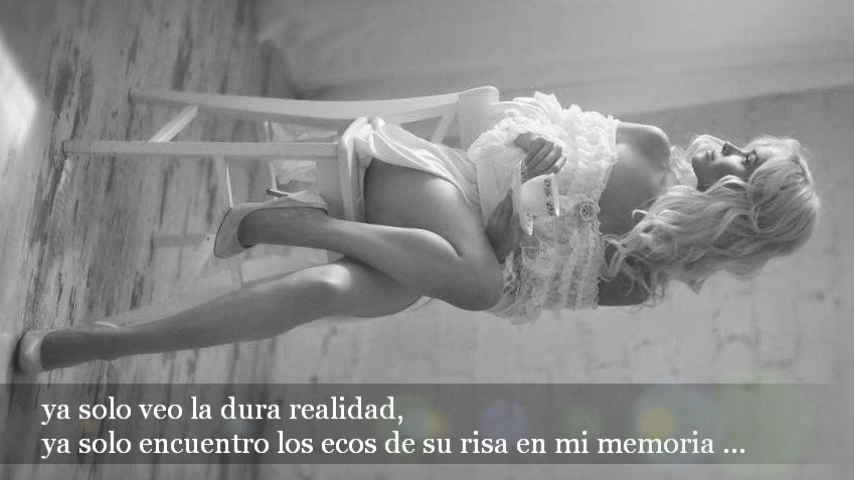 ya solo veo la dura realidad,
ya solo encuentro los ecos de su risa en mi memoria ...